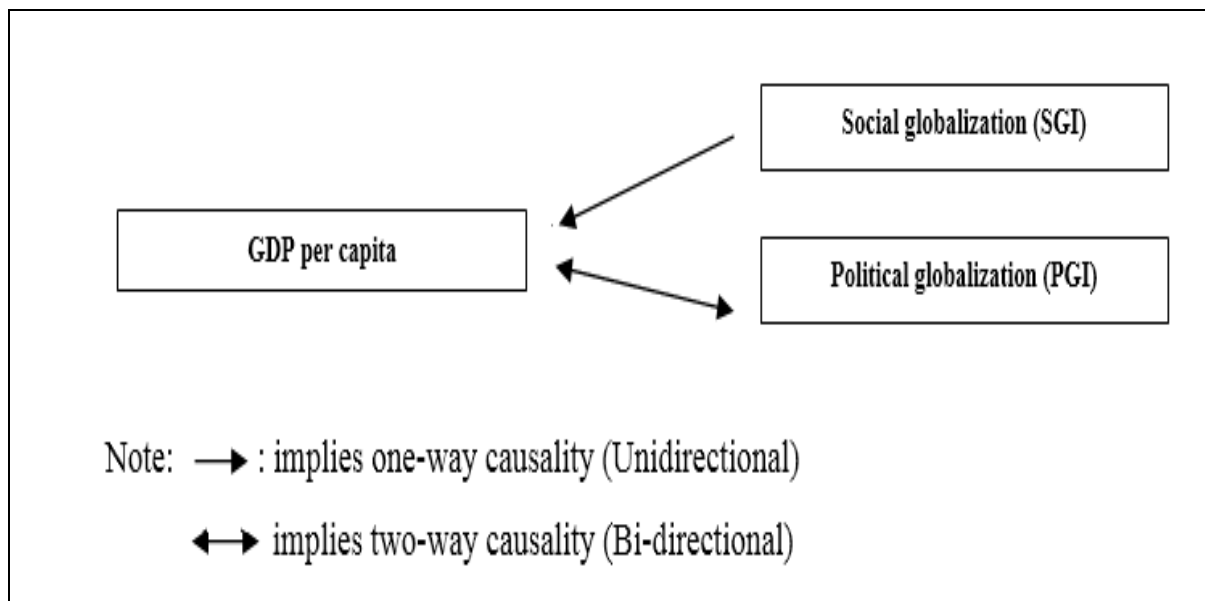 Social globalization (SGI)
GDP per capita
Political globalization (PGI)
Note: → : implies one-way causality (Unidirectional)
↔ implies two-way causality (Bi-directional)